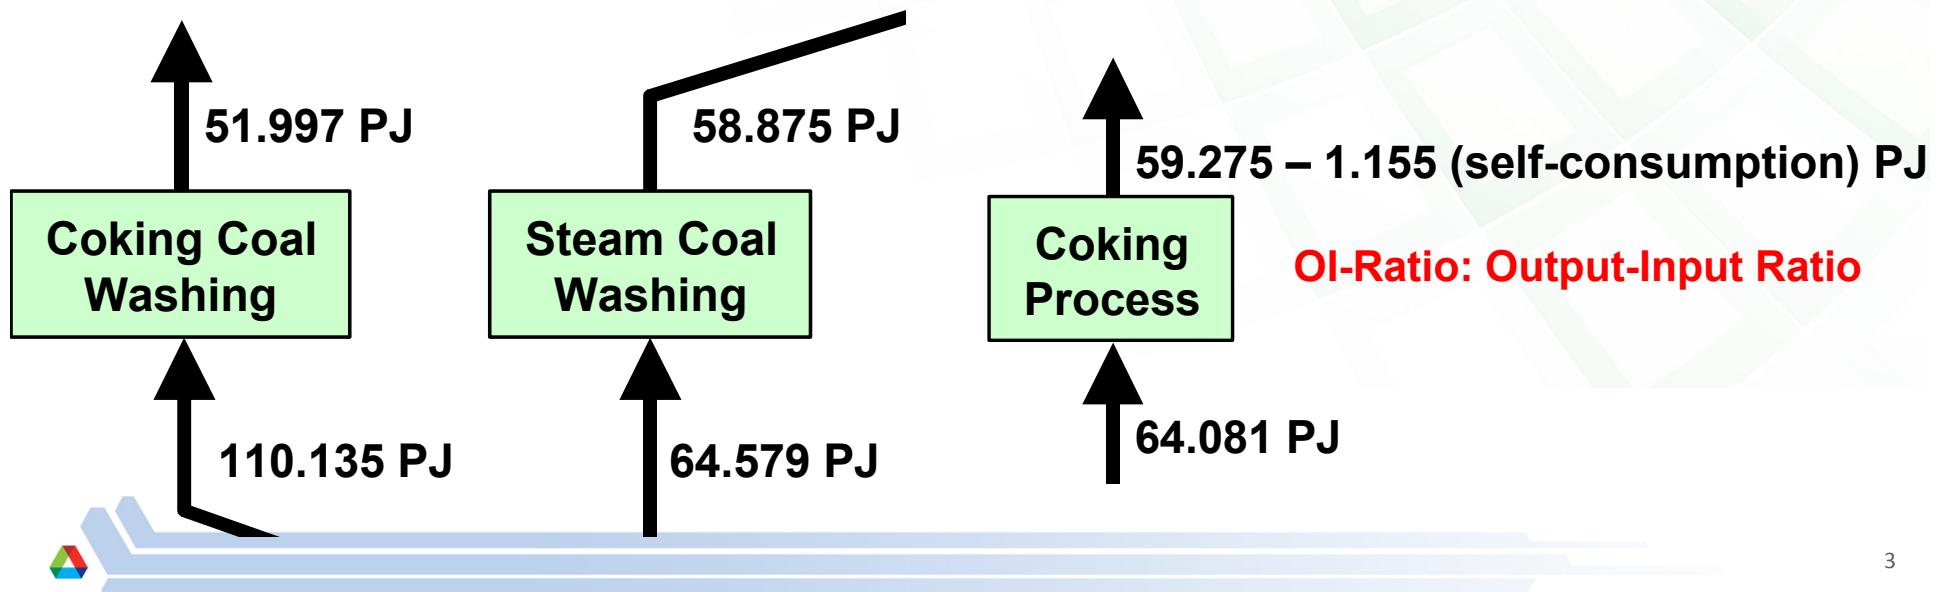 51.997 PJ
58.875 PJ
59.275 – 1.155 (self-consumption) PJ
Coking Coal
Washing
Steam Coal
Washing
Coking
Process
OI-Ratio: Output-Input Ratio
110.135 PJ
64.579 PJ
64.081 PJ
3